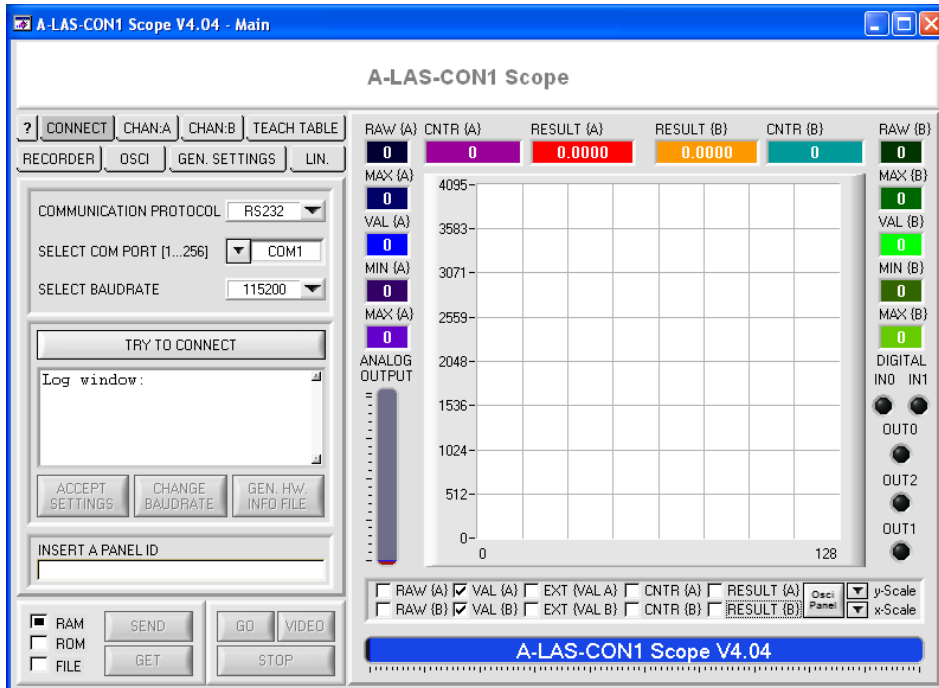 A-LAS-CON1 Scope V4.04 - Main
A-LAS-CON1 Scope
? CONNECT CHAN:A CHAN:B TEACH TABLE
RECORDER OSCI GEN. SETTINGS LIN.
COMMUNICATION PROTOCOL RS232
SELECT COM PORT [1...256] COM1
SELECT BAUDRATE 115200
TRY TO CONNECT
Log window:
ACCEPT SETTINGS
CHANGE BAUDRATE
GEN. HW. INFO FILE
INSERT A PANEL ID
RAM
ROM
FILE
SEND
GET
GO VIDEO
STOP
RAW {A} CNTR {A} RESULT {A} RESULT {B} CNTR {B} RAW {B}
0 0 0.0000 0.0000 0 0
MAX {A}
0
VAL {A}
0
MIN {A}
0
MAX {A}
0
ANALOG
OUTPUT
4095
3583
3071
2559
2048
1536
1024
512
0
0 128
MAX {B}
0
VAL {B}
0
MIN {B}
0
MAX {B}
0
DIGITAL
IN0 IN1
OUT0
OUT2
OUT1
RAW {A} VAL {A} EXT {VAL A} CNTR {A} RESULT {A}
RAW {B} VAL {B} EXT {VAL B} CNTR {B} RESULT {B}
Osci
Panel
y-Scale
x-Scale
A-LAS-CON1 Scope V4.04